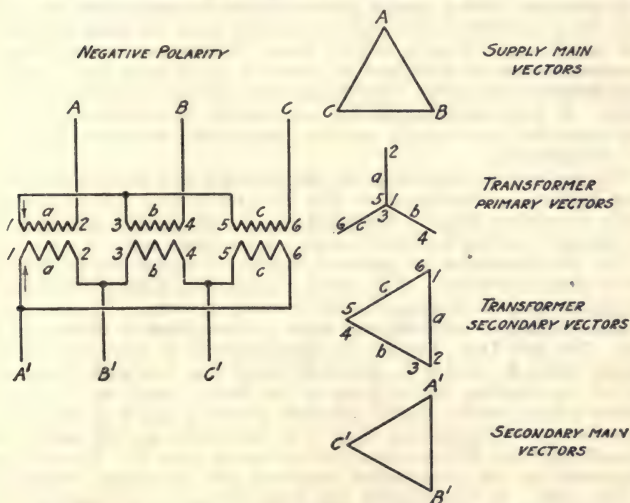 NEGATIVE POLARITY
A B C
1 a 2 3 b 4 5 c 6
1 a 2 3 b 4 5 c 6
A' B' C'
A
C B
SUPPLY MAIN
VECTORS
2
a
5 1 b
6 c 3
4
TRANSFORMER
PRIMARY VECTORS
6
c 1
5 a
4
b 3 2
TRANSFORMER
SECONDARY VECTORS
A'
C'
B'
SECONDARY MAIN
VECTORS